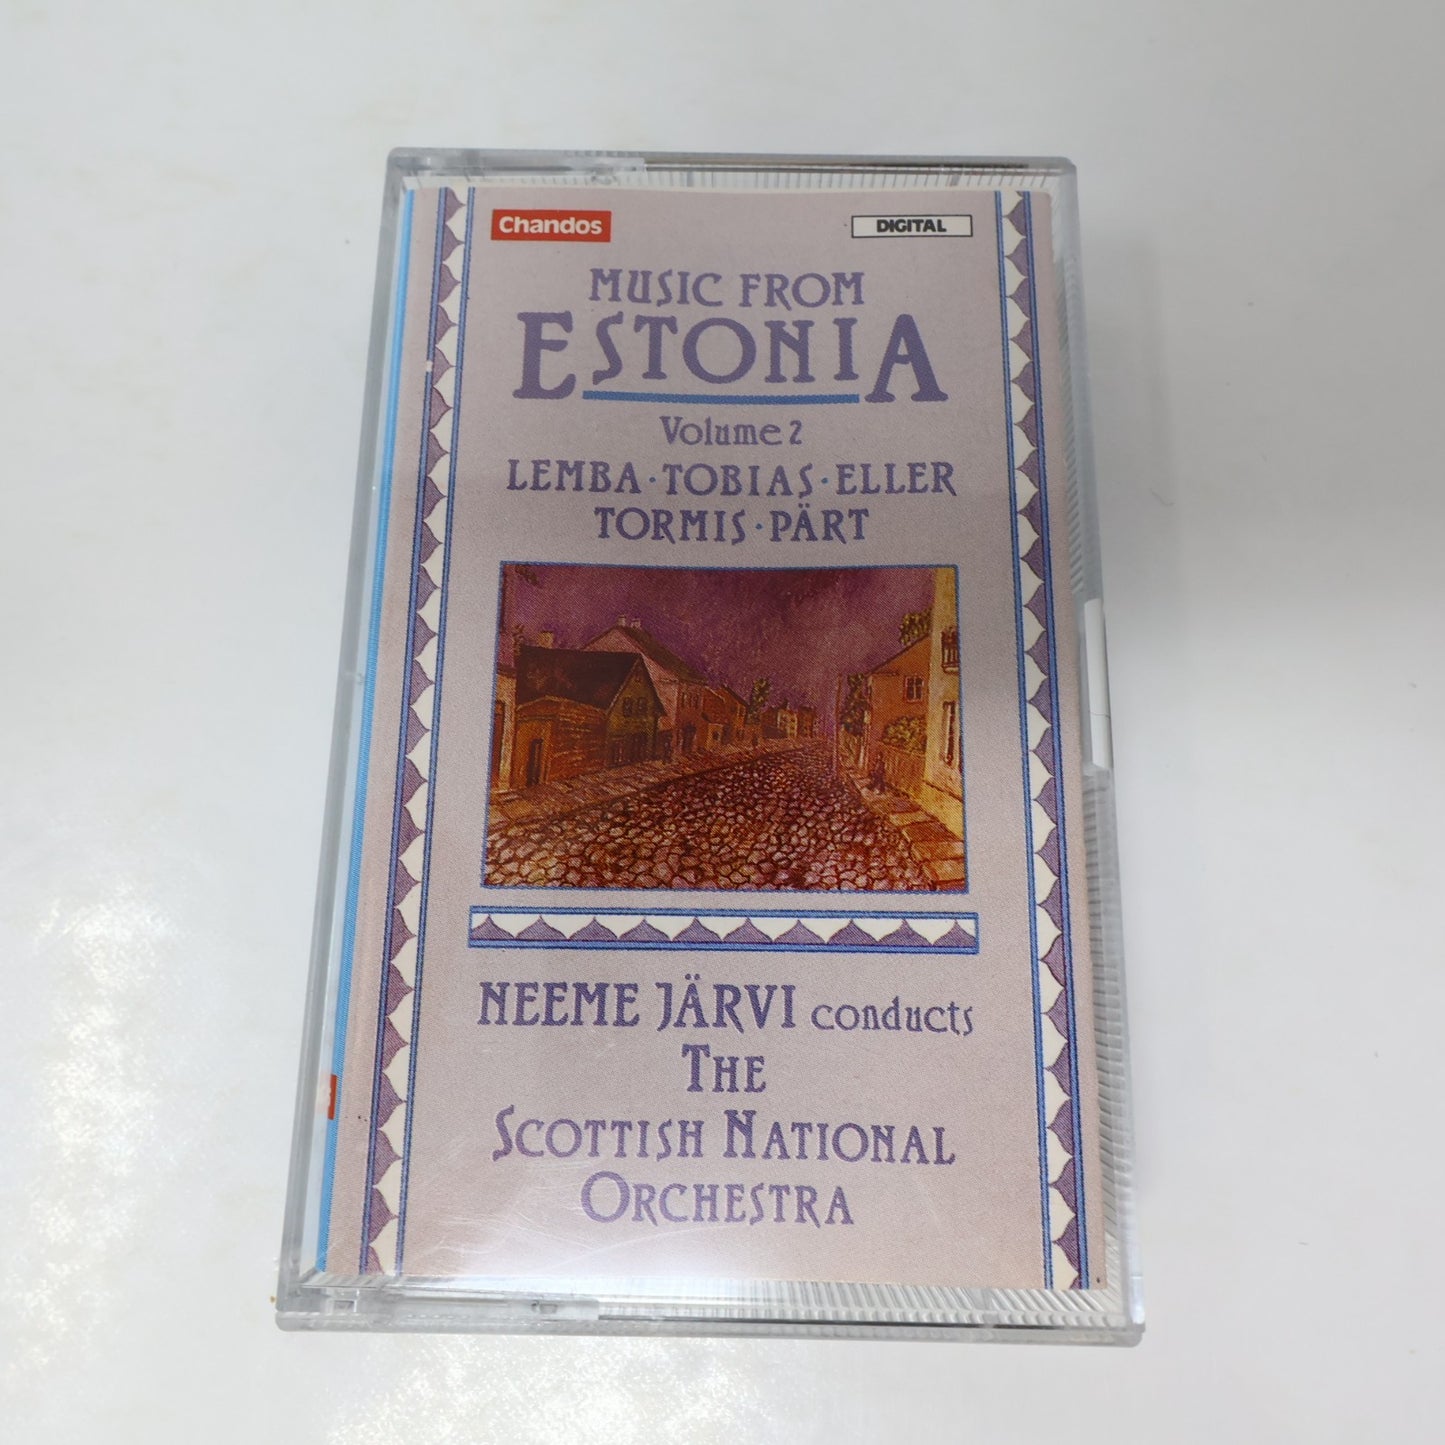 Chandos
DIGITAL
MUSIC FROM
ESTONIA
Volume 2
LEMBA · TOBIAS · ELLER
TORMIS · PÄRT
NEEME JÄRVI conducts
THE
SCOTTISH NATIONAL
ORCHESTRA